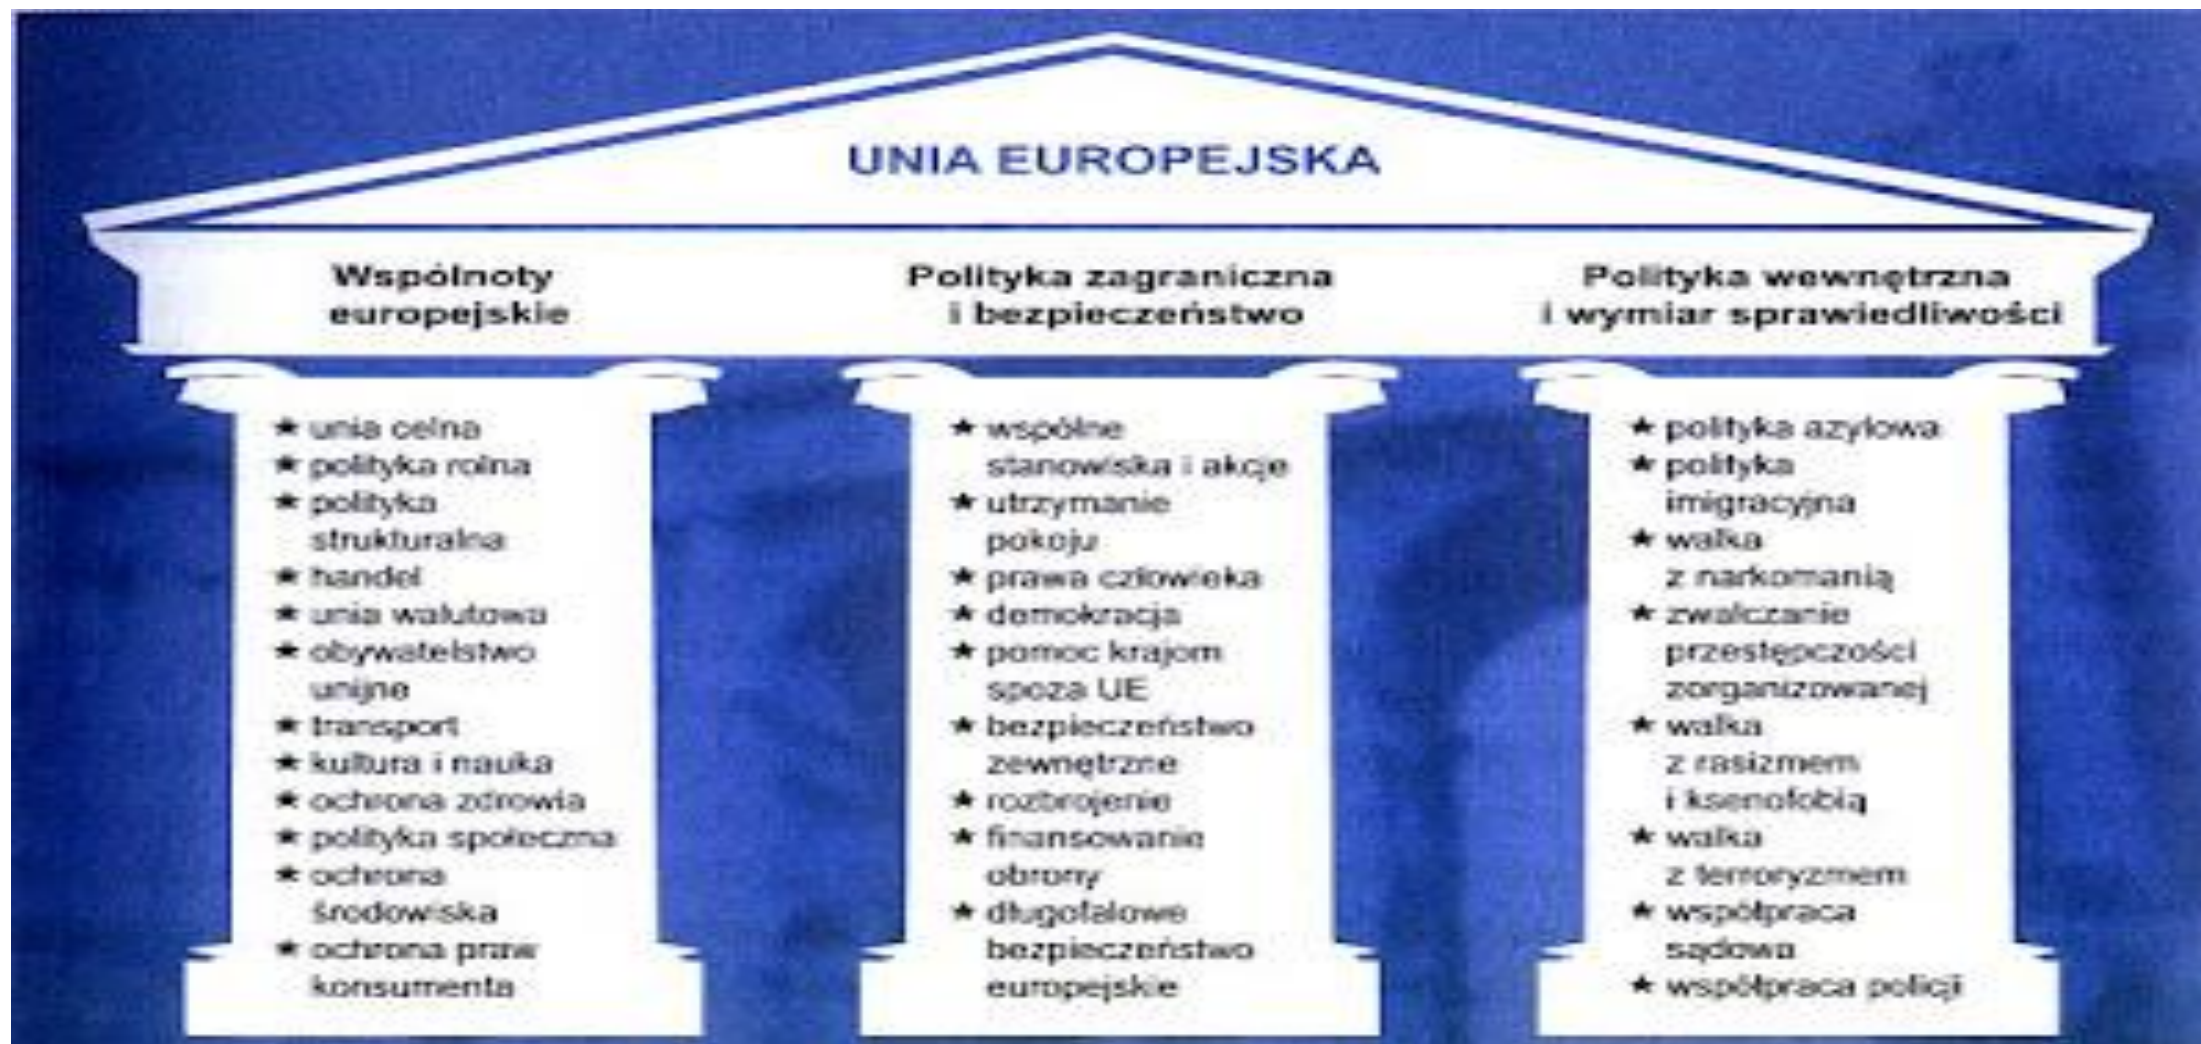 UNIA EUROPEJSKA
Wspólnoty
europejskie
★ unia celna
★ polityka rolna
★ polityka
strukturalna
★ handel
★ unia walutowa
★ obywatelstwo
unijne
★ transport
★ kultura i nauka
★ ochrona zdrowia
★ polityka społeczna
★ ochrona
środowiska
★ ochrona praw
konsumenta
Polityka zagraniczna
i bezpieczeństwo
★ wspólne
stanowiska i akcje
★ utrzymanie
pokoju
★ prawa człowieka
★ demokracja
★ pomoc krajom
spoza UE
★ bezpieczeństwo
zewnętrzne
★ rozbrojenie
★ finansowanie
obrony
★ długofalowe
bezpieczeństwo
europejskie
Polityka wewnętrzna
i wymiar sprawiedliwości
★ polityka azylowa
★ polityka
imigracyjna
★ walka
z narkomanią
★ zwalczanie
przestępczości
zorganizowanej
★ walka
z rasizmem
i ksenofobią
★ walka
z terroryzmem
★ współpraca
sądowa
★ współpraca policji